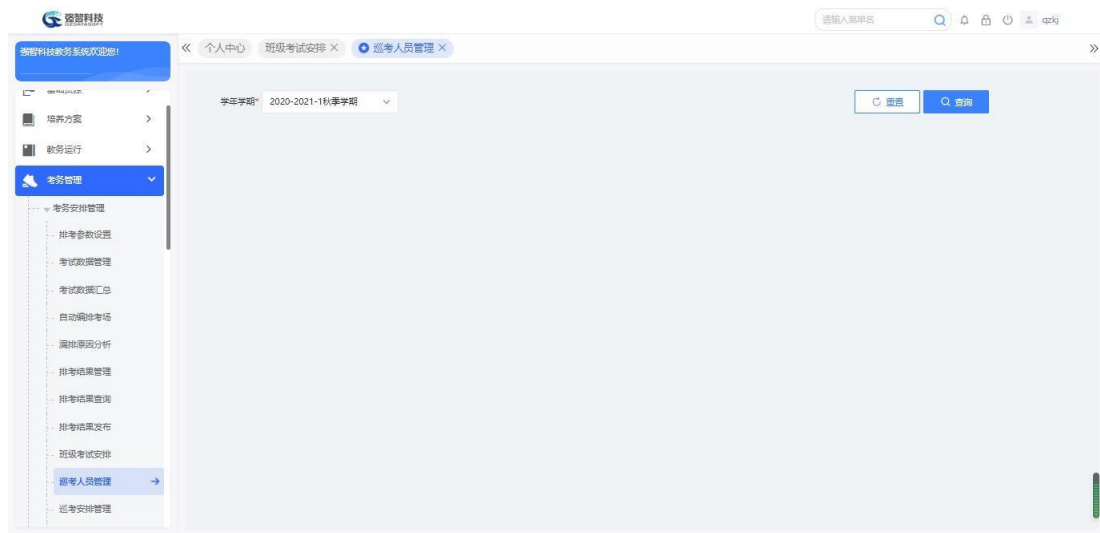 强智科技
QZDATASOFT
请输入菜单名
qzkj
强智科技教务系统欢迎您!
个人中心
班级考试安排
巡考人员管理
培养方案
教务运行
考务管理
考务安排管理
排考参数设置
考试数据管理
考试数据汇总
自动编排考场
漏排原因分析
排考结果管理
排考结果查询
排考结果发布
班级考试安排
巡考人员管理
巡考安排管理
学年学期* 2020-2021-1秋季学期
重置
查询